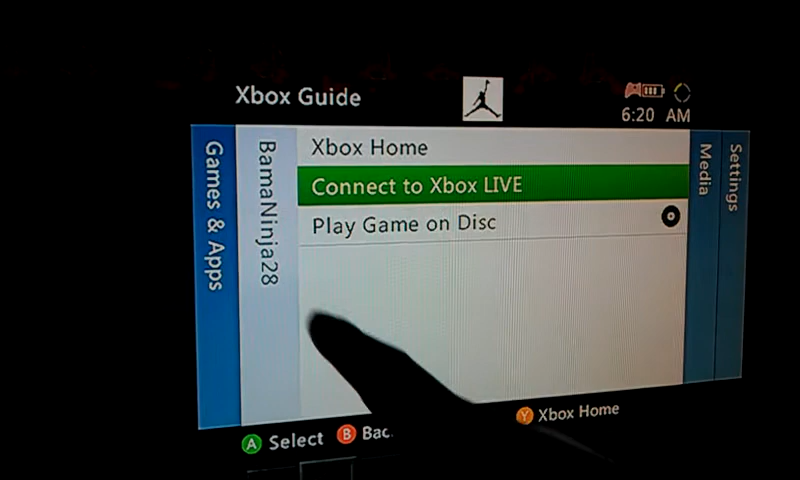 Xbox Guide
6:20 AM
Games & Apps
BamaNinja28
Xbox Home
Connect to Xbox LIVE
Play Game on Disc
Media
Settings
A Select
B Bac
Y Xbox Home